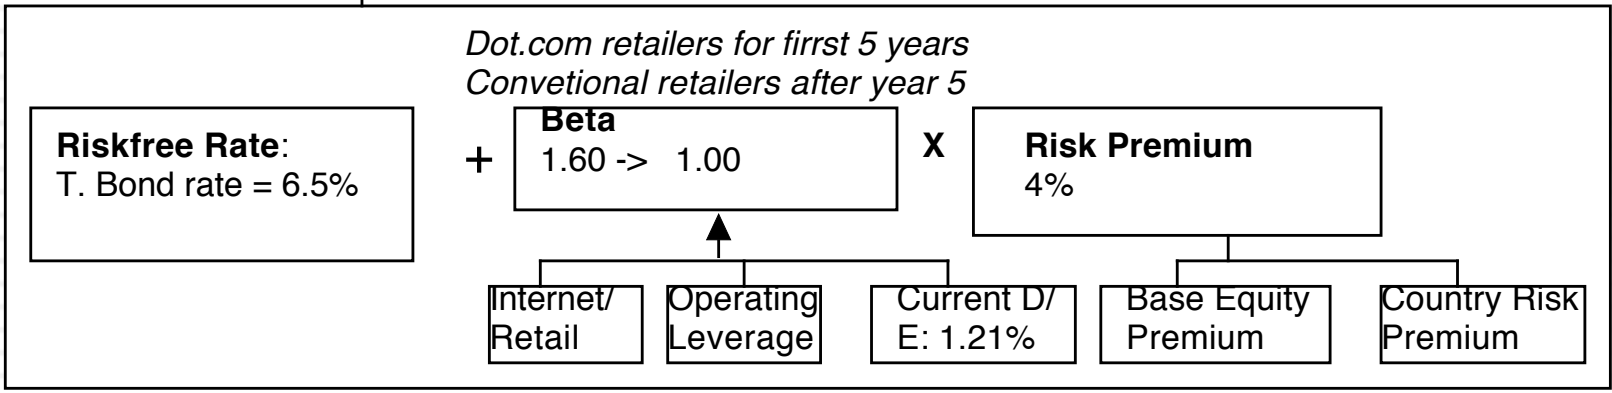 Dot.com retailers for firrst 5 years
Convetional retailers after year 5
Riskfree Rate:
T. Bond rate = 6.5%
+
Beta
1.60 -> 1.00
X
Risk Premium
4%
Internet/
Retail
Operating
Leverage
Current D/
E: 1.21%
Base Equity
Premium
Country Risk
Premium